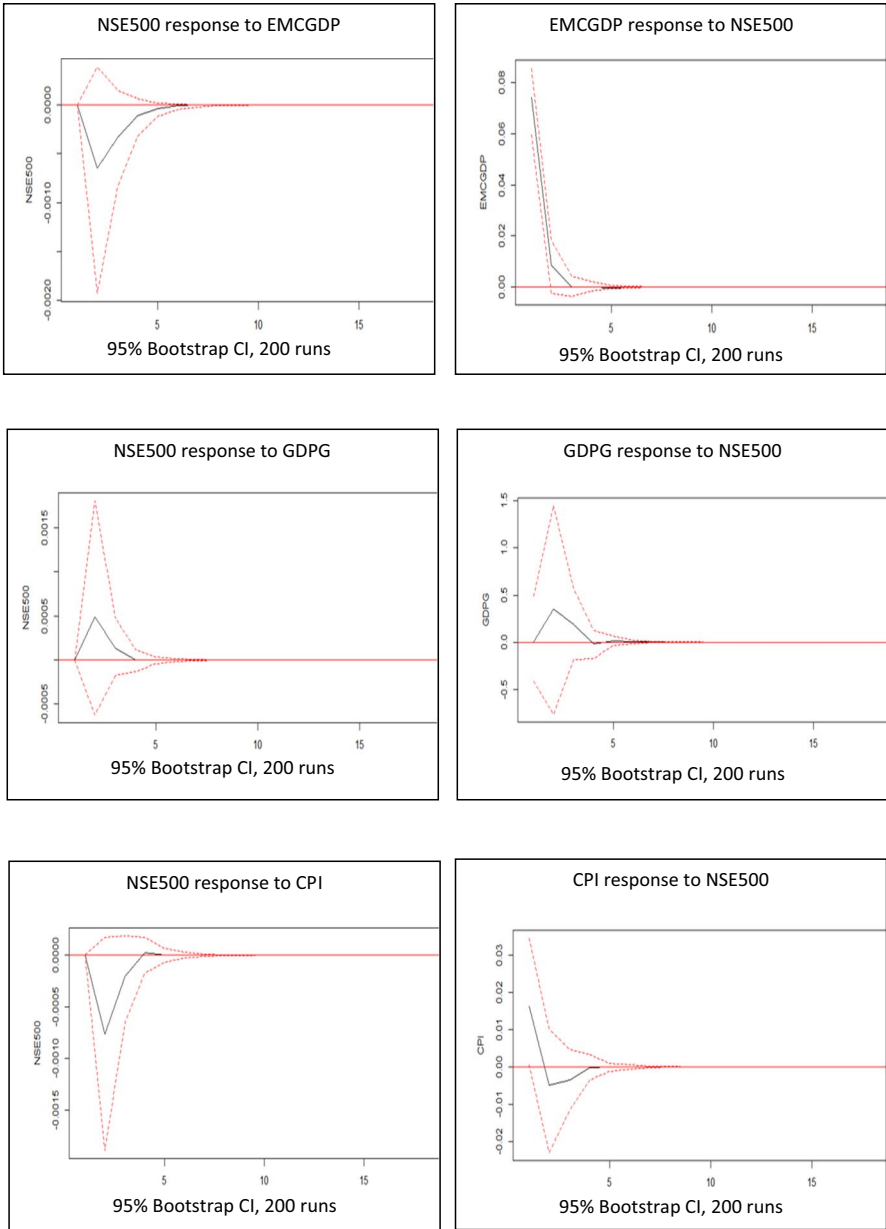 NSE500 response to EMCGDP
0.0000
-0.0010
-0.0020
NSE500
5
10
15
95% Bootstrap CI, 200 runs
EMCGDP response to NSE500
0.08
0.06
0.04
0.02
0.00
EMCGDP
5
10
15
95% Bootstrap CI, 200 runs
NSE500 response to GDPG
0.0015
0.0005
-0.0005
NSE500
5
10
15
95% Bootstrap CI, 200 runs
GDPG response to NSE500
1.5
1.0
0.5
0.0
-0.5
GDPG
5
10
15
95% Bootstrap CI, 200 runs
NSE500 response to CPI
0.0000
-0.0005
-0.0010
-0.0015
NSE500
5
10
15
95% Bootstrap CI, 200 runs
CPI response to NSE500
0.03
0.02
0.01
0.00
-0.01
-0.02
CPI
5
10
15
95% Bootstrap CI, 200 runs